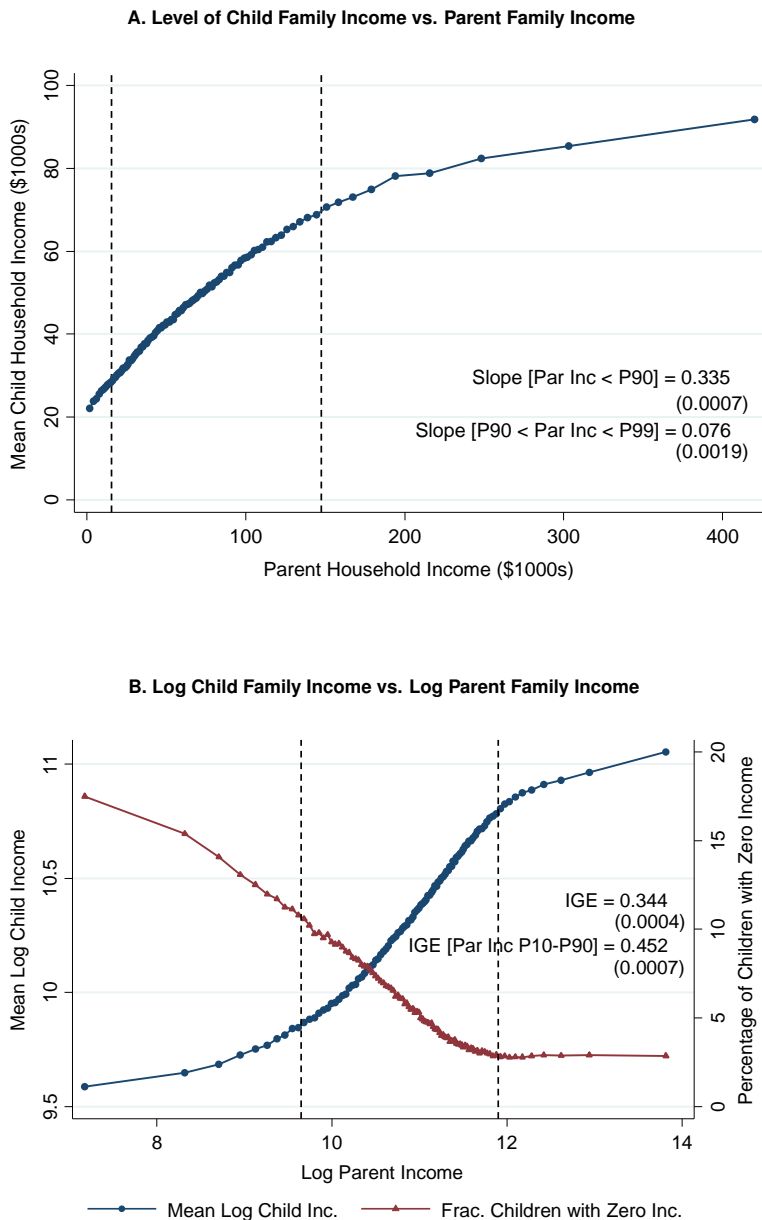 A. Level of Child Family Income vs. Parent Family Income
Mean Child Household Income ($1000s)
100
80
60
40
20
0
Slope [Par Inc < P90] = 0.335
(0.0007)
Slope [P90 < Par Inc < P99] = 0.076
(0.0019)
0 100 200 300 400
Parent Household Income ($1000s)
B. Log Child Family Income vs. Log Parent Family Income
Mean Log Child Income
11
10.5
10
9.5
IGE = 0.344
(0.0004)
IGE [Par Inc P10-P90] = 0.452
(0.0007)
20
15
10
5
0
Percentage of Children with Zero Income
8 10 12 14
Log Parent Income
Mean Log Child Inc. Frac. Children with Zero Inc.